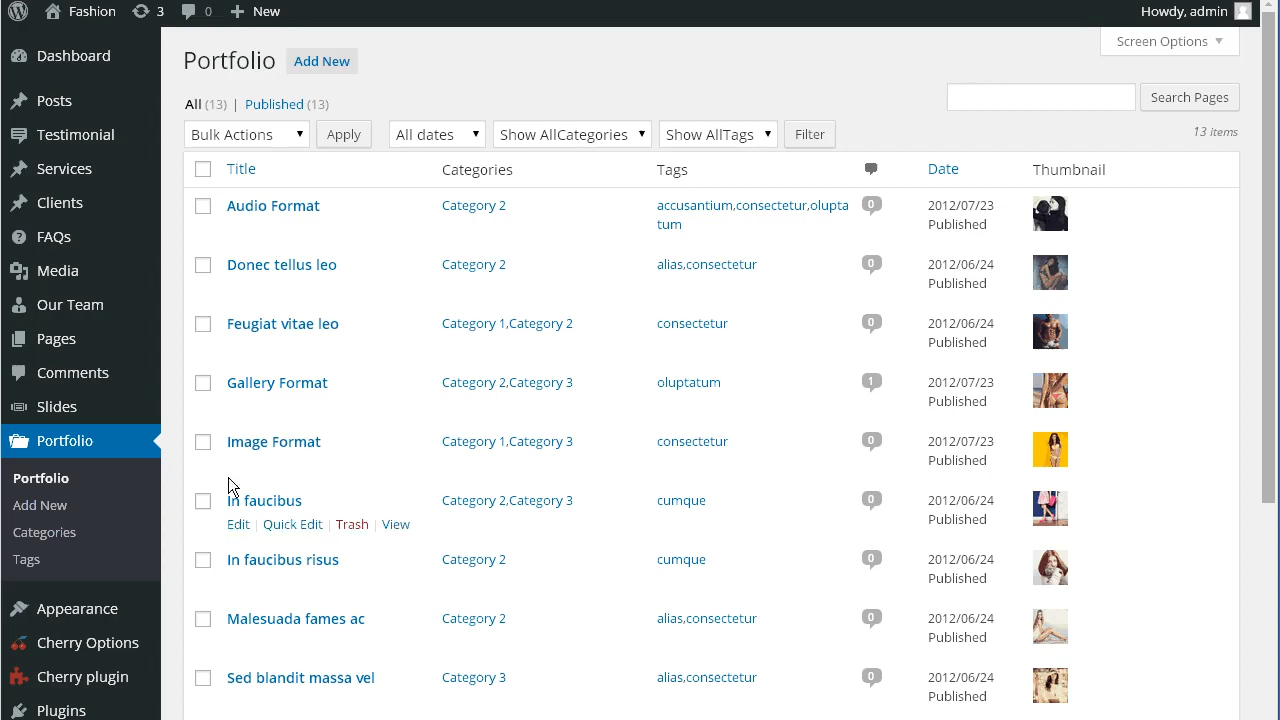 Fashion 3 0 New Howdy, admin
Dashboard
Posts
Testimonial
Services
Clients
FAQs
Media
Our Team
Pages
Comments
Slides
Portfolio
Portfolio
Add New
Categories
Tags
Appearance
Cherry Options
Cherry plugin
Plugins
Screen Options
Portfolio Add New
All (13) | Published (13)
Search Pages
Bulk Actions Apply All dates Show AllCategories Show AllTags Filter
13 items
Title Categories Tags Date Thumbnail
Audio Format Category 2 accusantium,consectetur,olupta 0 2012/07/23
tum Published
Donec tellus leo Category 2 alias,consectetur 0 2012/06/24
Published
Feugiat vitae leo Category 1,Category 2 consectetur 0 2012/06/24
Published
Gallery Format Category 2,Category 3 oluptatum 1 2012/07/23
Published
Image Format Category 1,Category 3 consectetur 0 2012/07/23
Published
In faucibus Category 2,Category 3 cumque 0 2012/06/24
Edit | Quick Edit | Trash | View Published
In faucibus risus Category 2 cumque 0 2012/06/24
Published
Malesuada fames ac Category 2 alias,consectetur 0 2012/06/24
Published
Sed blandit massa vel Category 3 alias,consectetur 0 2012/06/24
Published